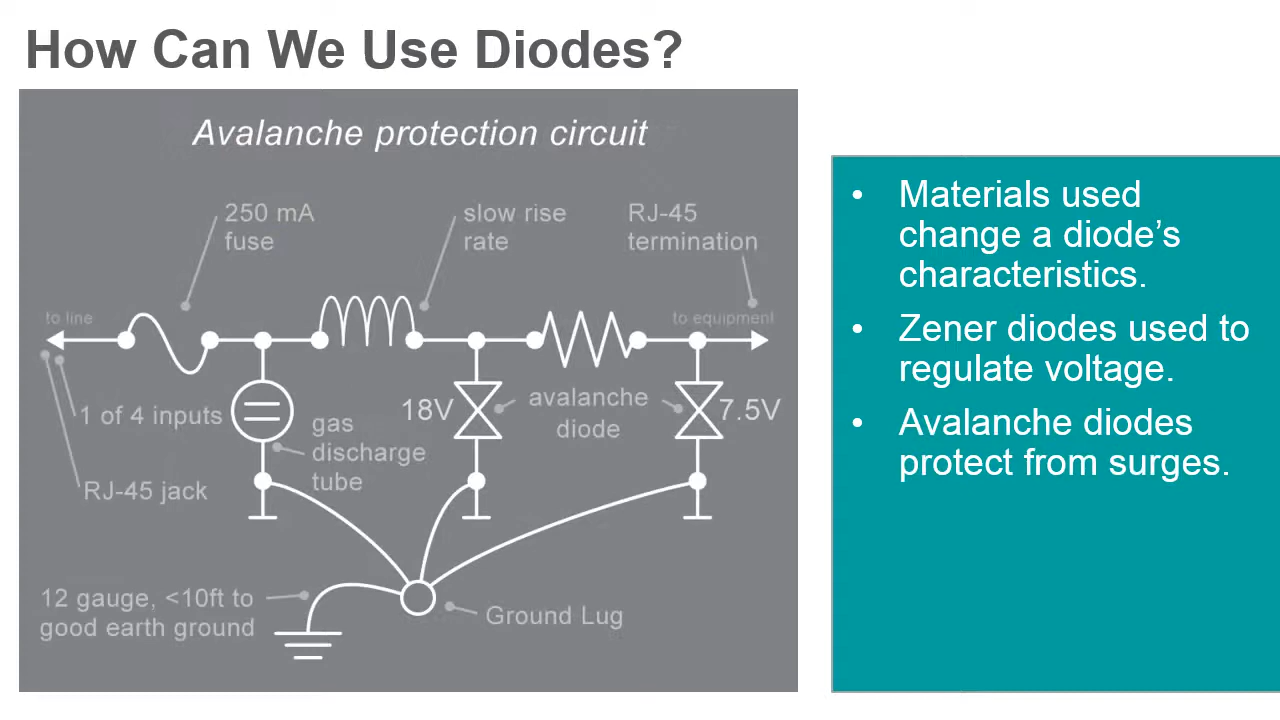 How Can We Use Diodes?
Avalanche protection circuit
250 mA
fuse
slow rise
rate
RJ-45
termination
to line
to equipment
1 of 4 inputs
RJ-45 jack
gas
discharge
tube
18V
avalanche
diode
7.5V
12 gauge, <10ft to
good earth ground
Ground Lug
• Materials used
change a diode's
characteristics.
• Zener diodes used to
regulate voltage.
• Avalanche diodes
protect from surges.